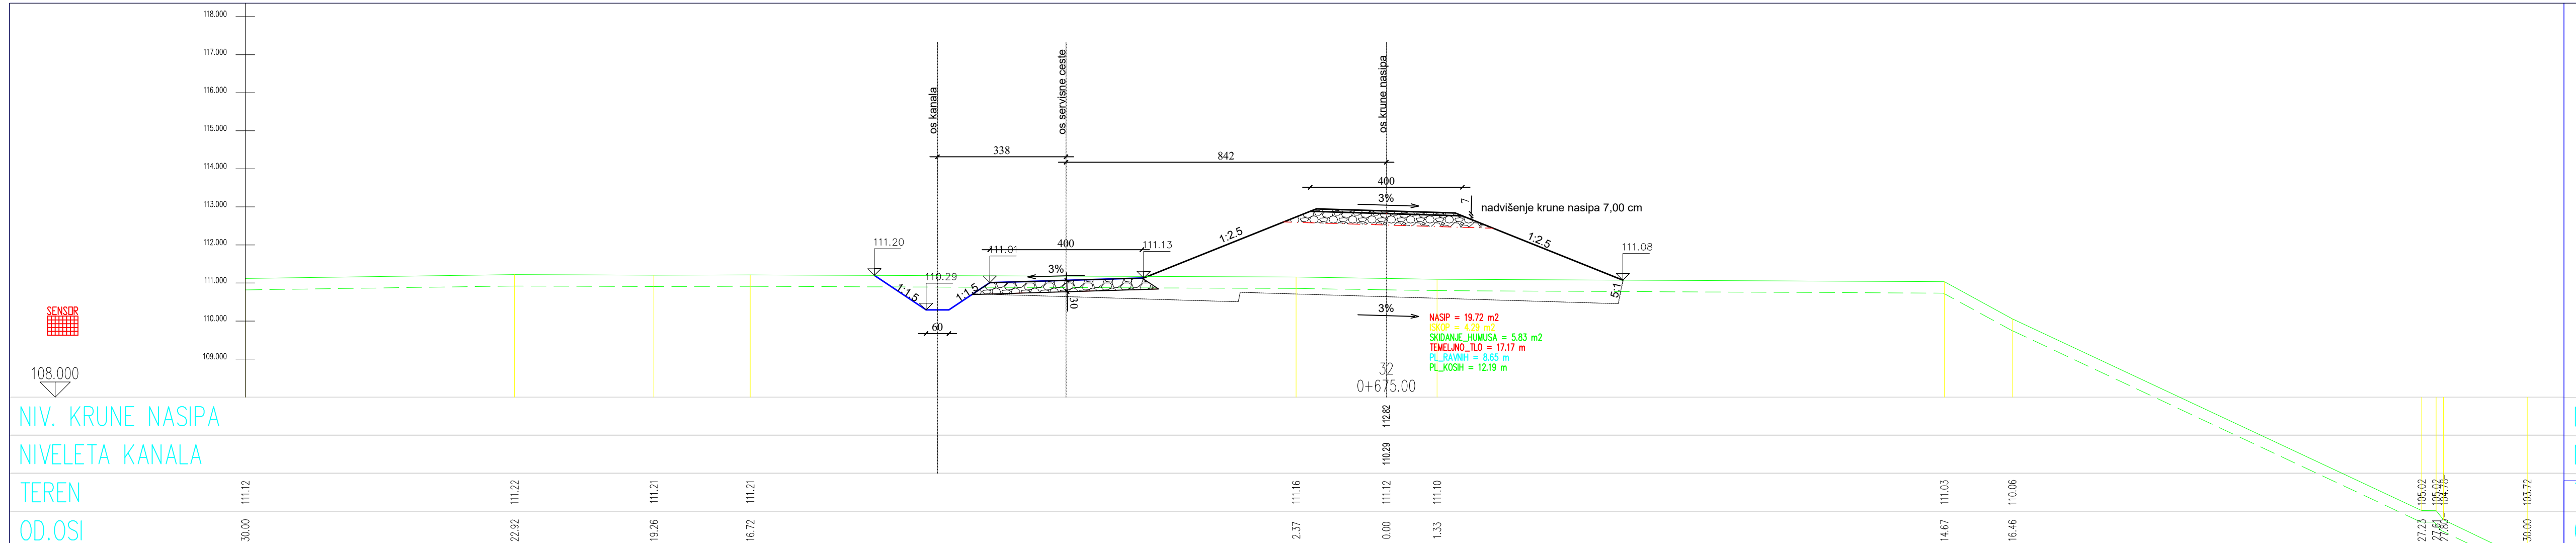 118.000
117.000
116.000
115.000
114.000
113.000
112.000
111.000
110.000
109.000
SENSOR
108.000
os kanala
os servisne ceste
os krune nasipa
338
842
400
3%
7
nadvišenje krune nasipa 7,00 cm
1:2.5
1:2.5
111.20
110.29
111.01
400
111.13
111.08
3%
1:1.5
1:1.5
30
60
5:1
3%
NASIP = 19.72 m2
ISKOP = 4.29 m2
SKIDANJE_HUMUSA = 5.83 m2
TEMELJNO_TLO = 17.17 m
PL_RAVNIH = 8.65 m
PL_KOSIH = 12.19 m
32
0+675.00
NIV. KRUNE NASIPA
112.82
NIVELETA KANALA
110.29
TEREN
111.12 111.22 111.21 111.21 111.16 111.12 111.10 111.03 110.06 105.02 105.02 104.78 103.72
OD.OSI
30.00 22.92 19.26 16.72 2.37 0.00 1.33 14.67 16.46 27.23 27.61 27.80 30.00